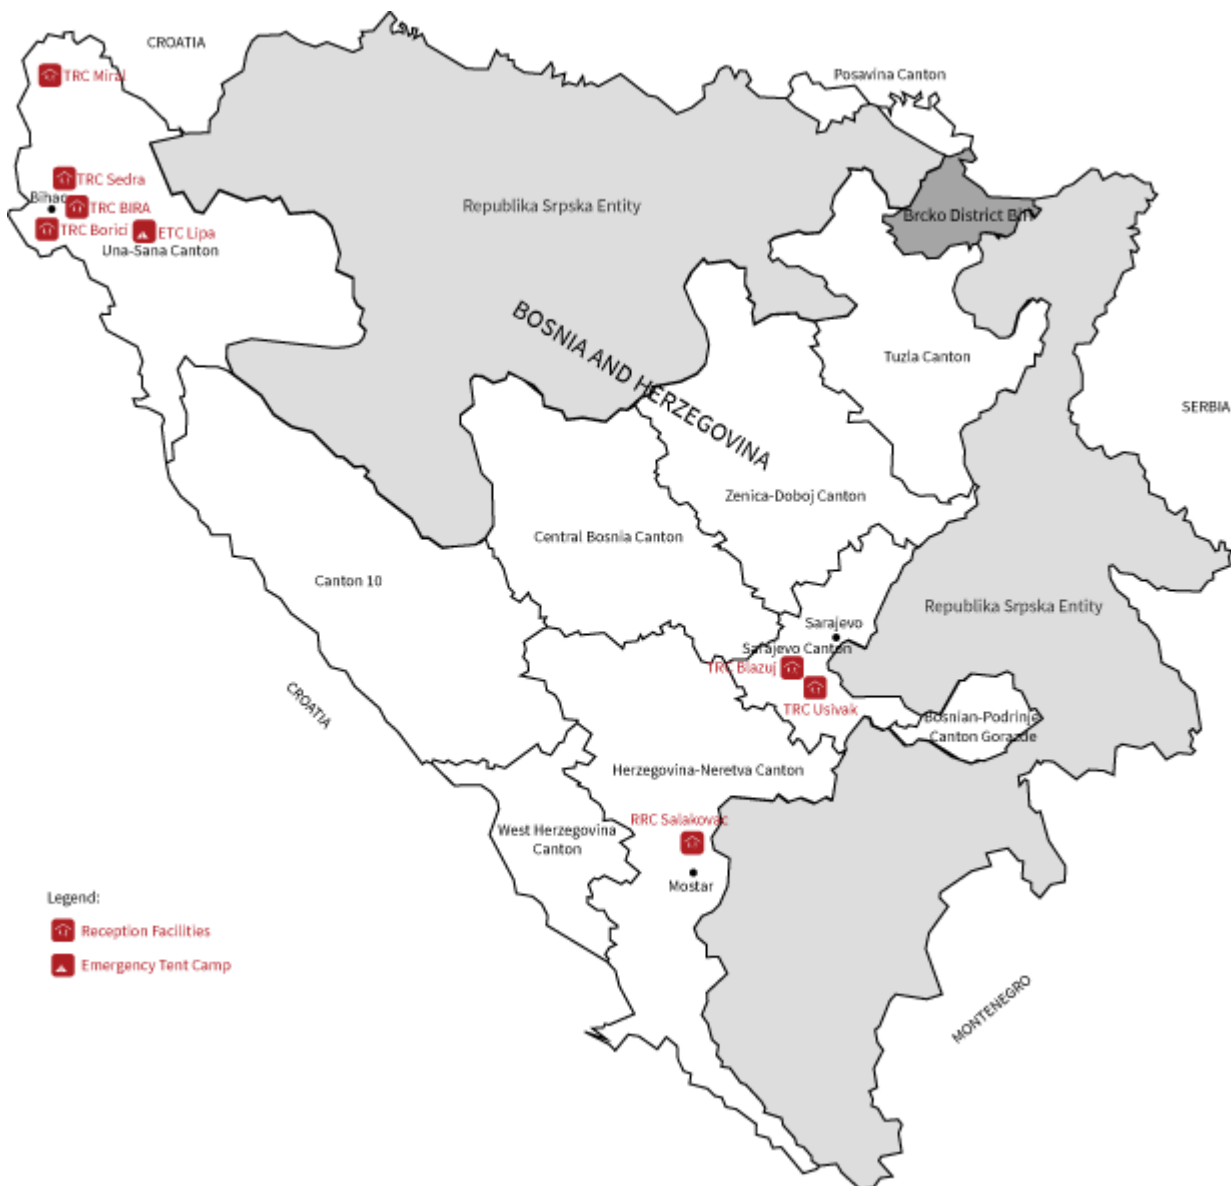 CROATIA
TRC Miral
Posavina Canton
TRC Sedra
Bihac
TRC BIRA
TRC Borici
ETC Lipa
Una-Sana Canton
Republika Srpska Entity
Brcko District BiH
BOSNIA AND HERZEGOVINA
Tuzla Canton
SERBIA
Zenica-Doboj Canton
Central Bosnia Canton
Canton 10
Republika Srpska Entity
Sarajevo
Sarajevo Canton
TRC Blazuj
TRC Usivak
CROATIA
Bosnian-Podrinje
Canton Gorazde
Herzegovina-Neretva Canton
RRC Salakovac
West Herzegovina
Canton
Mostar
Legend:
Reception Facilities
Emergency Tent Camp
MONTENEGRO